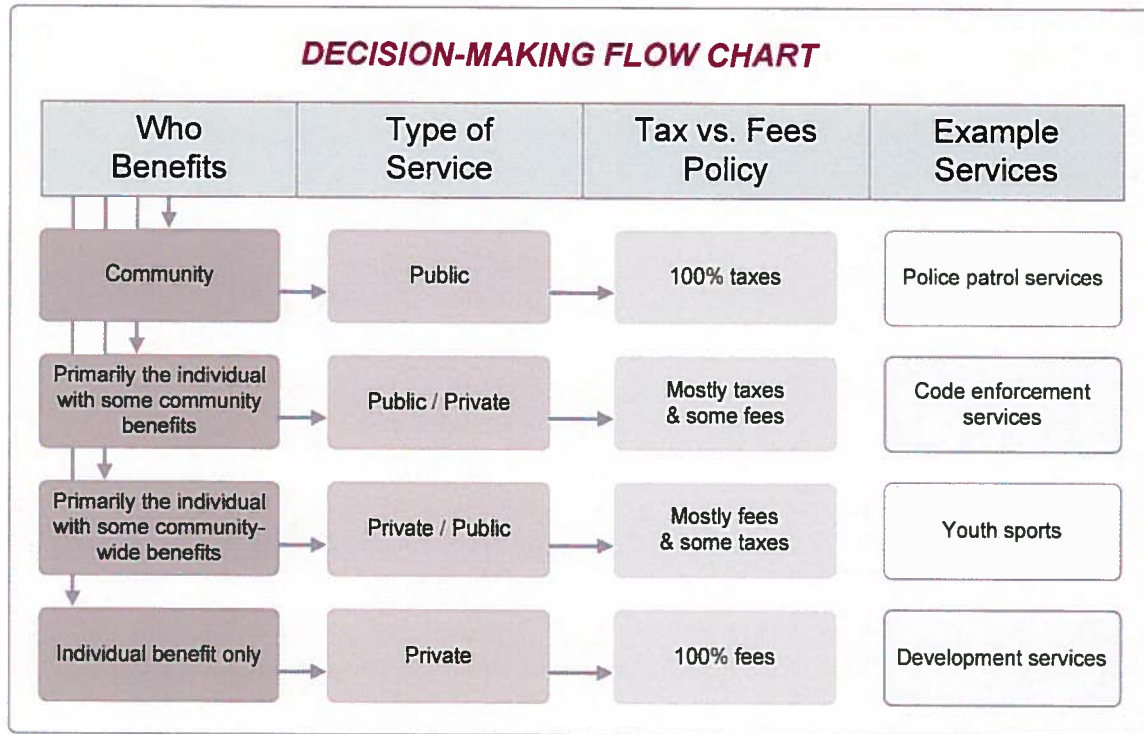 DECISION-MAKING FLOW CHART
Who
Benefits
Type of
Service
Tax vs. Fees
Policy
Example
Services
Community
Public
100% taxes
Police patrol services
Primarily the individual
with some community
benefits
Public / Private
Mostly taxes
& some fees
Code enforcement
services
Primarily the individual
with some community-
wide benefits
Private / Public
Mostly fees
& some taxes
Youth sports
Individual benefit only
Private
100% fees
Development services